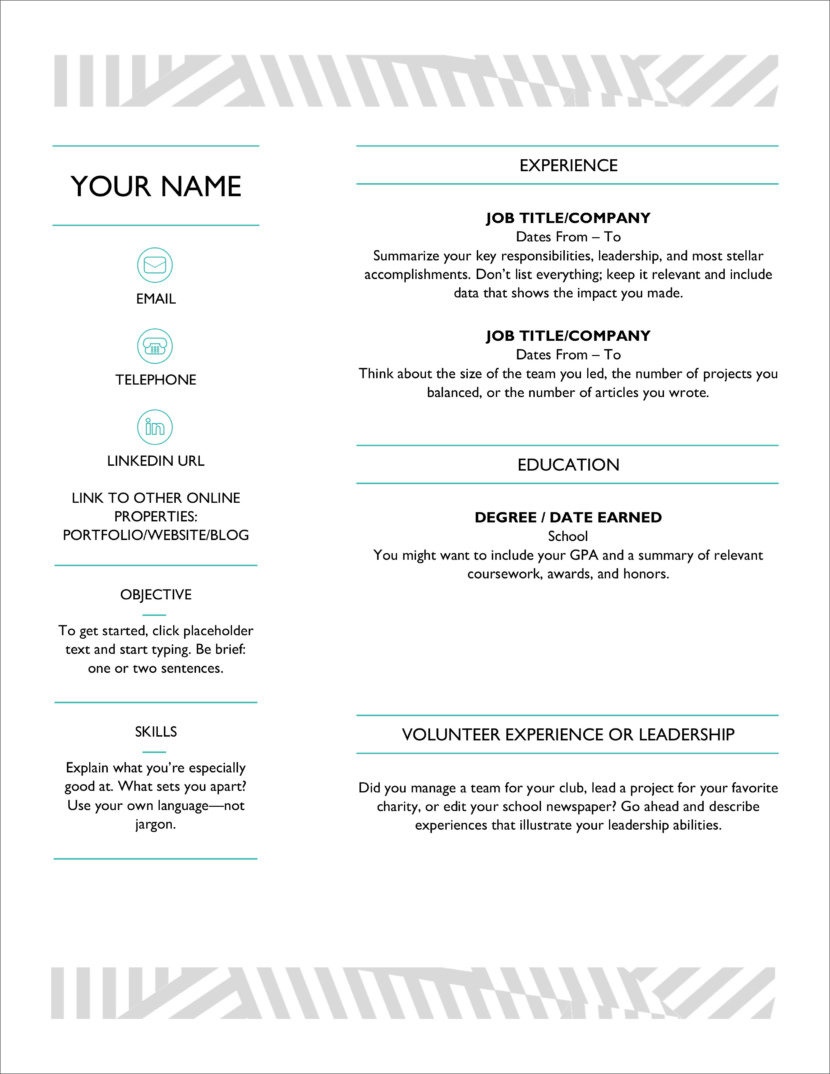 YOUR NAME
EMAIL
TELEPHONE
in
LINKEDIN URL
LINK TO OTHER ONLINE
PROPERTIES:
PORTFOLIO/WEBSITE/BLOG
OBJECTIVE
To get started, click placeholder
text and start typing. Be brief:
one or two sentences.
SKILLS
Explain what you’re especially
good at. What sets you apart?
Use your own language—not
jargon.
EXPERIENCE
JOB TITLE/COMPANY
Dates From – To
Summarize your key responsibilities, leadership, and most stellar
accomplishments. Don’t list everything; keep it relevant and include
data that shows the impact you made.
JOB TITLE/COMPANY
Dates From – To
Think about the size of the team you led, the number of projects you
balanced, or the number of articles you wrote.
EDUCATION
DEGREE / DATE EARNED
School
You might want to include your GPA and a summary of relevant
coursework, awards, and honors.
VOLUNTEER EXPERIENCE OR LEADERSHIP
Did you manage a team for your club, lead a project for your favorite
charity, or edit your school newspaper? Go ahead and describe
experiences that illustrate your leadership abilities.